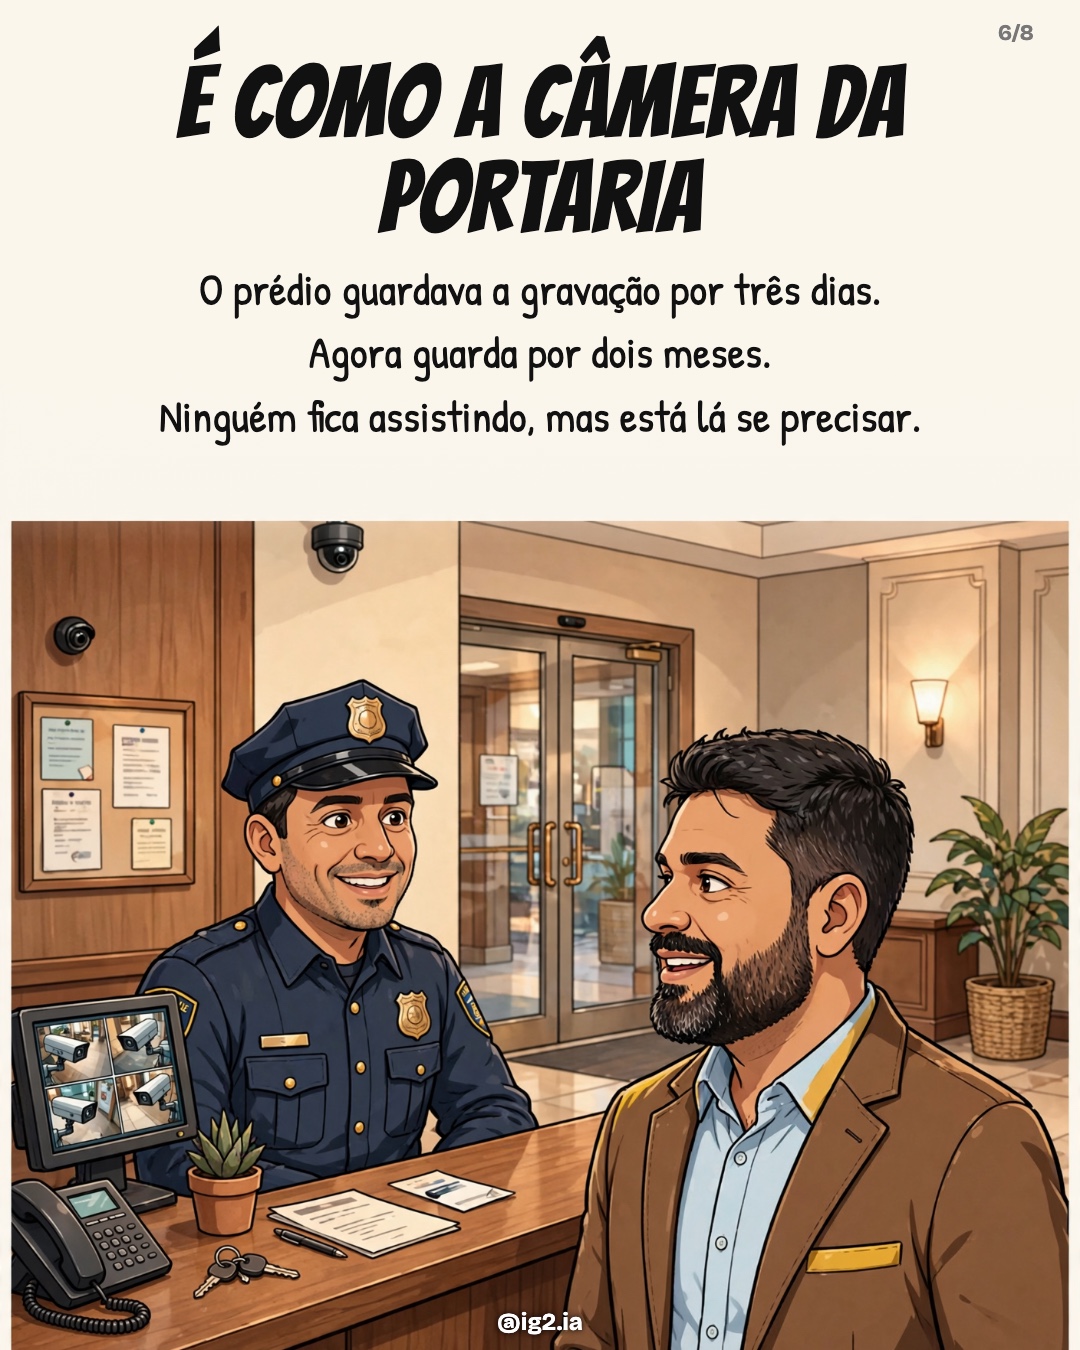 6/8
É COMO A CÂMERA DA
PORTARIA
O prédio guardava a gravação por três dias.
Agora guarda por dois meses.
Ninguém fica assistindo, mas está lá se precisar.
@ig2.ia